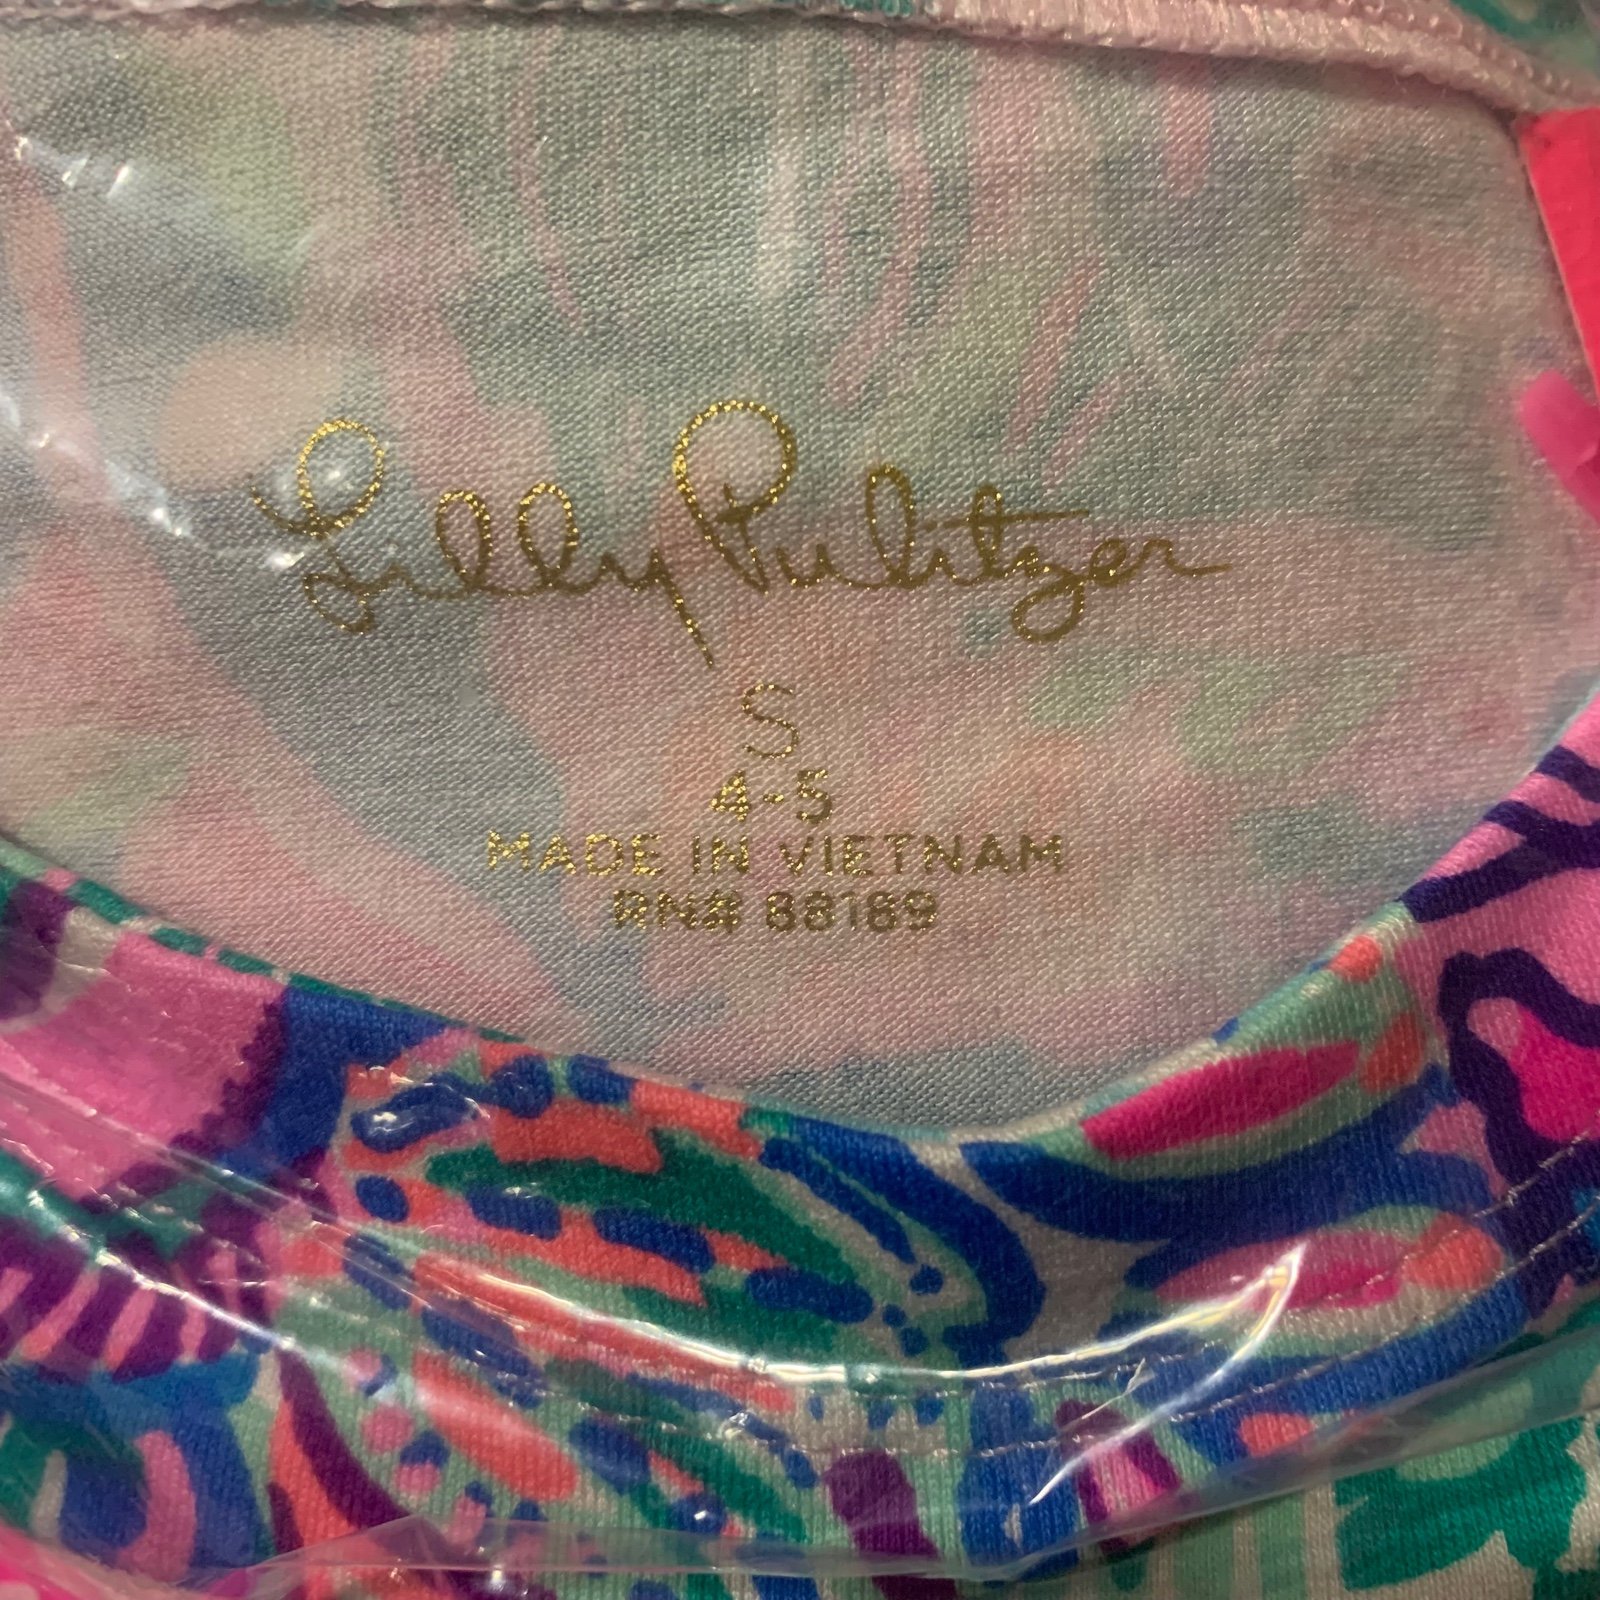 Lilly Pulitzer
S
4-5
MADE IN VIETNAM
RN# 88189